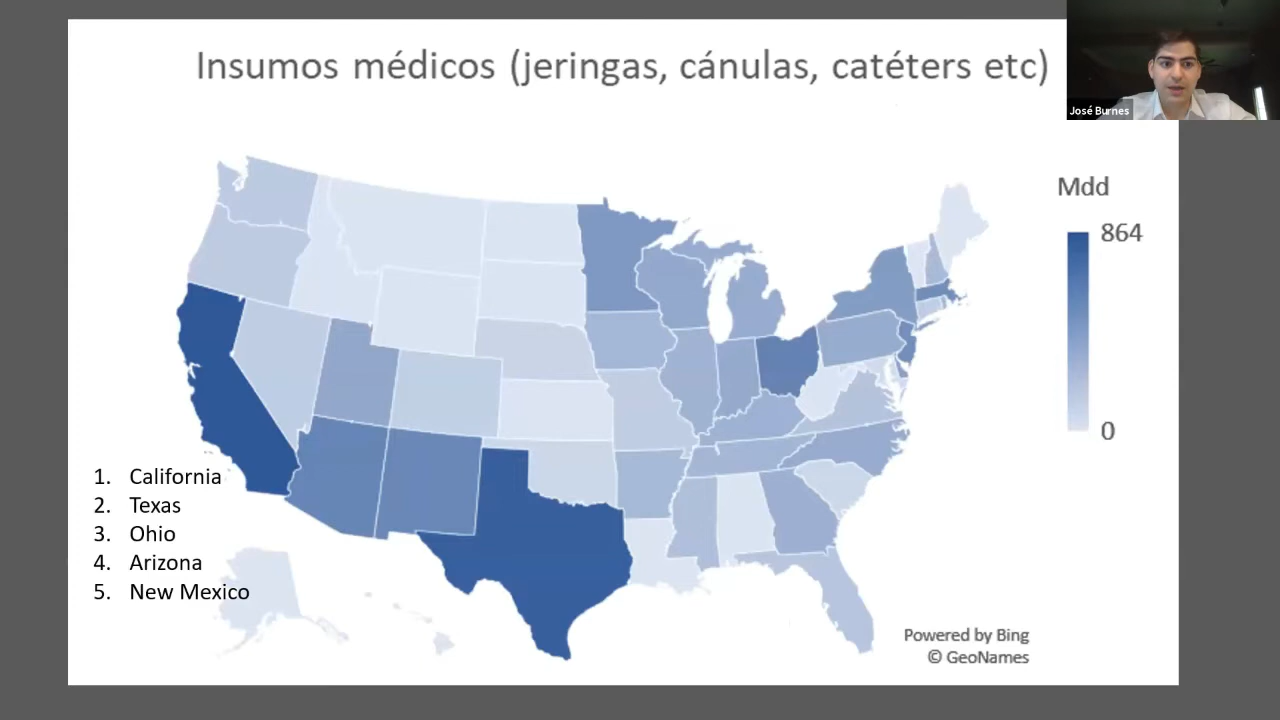 Insumos médicos (jeringas, cánulas, catéters etc)
José Burnes
Mdd
864
0
1. California
2. Texas
3. Ohio
4. Arizona
5. New Mexico
Powered by Bing
© GeoNames